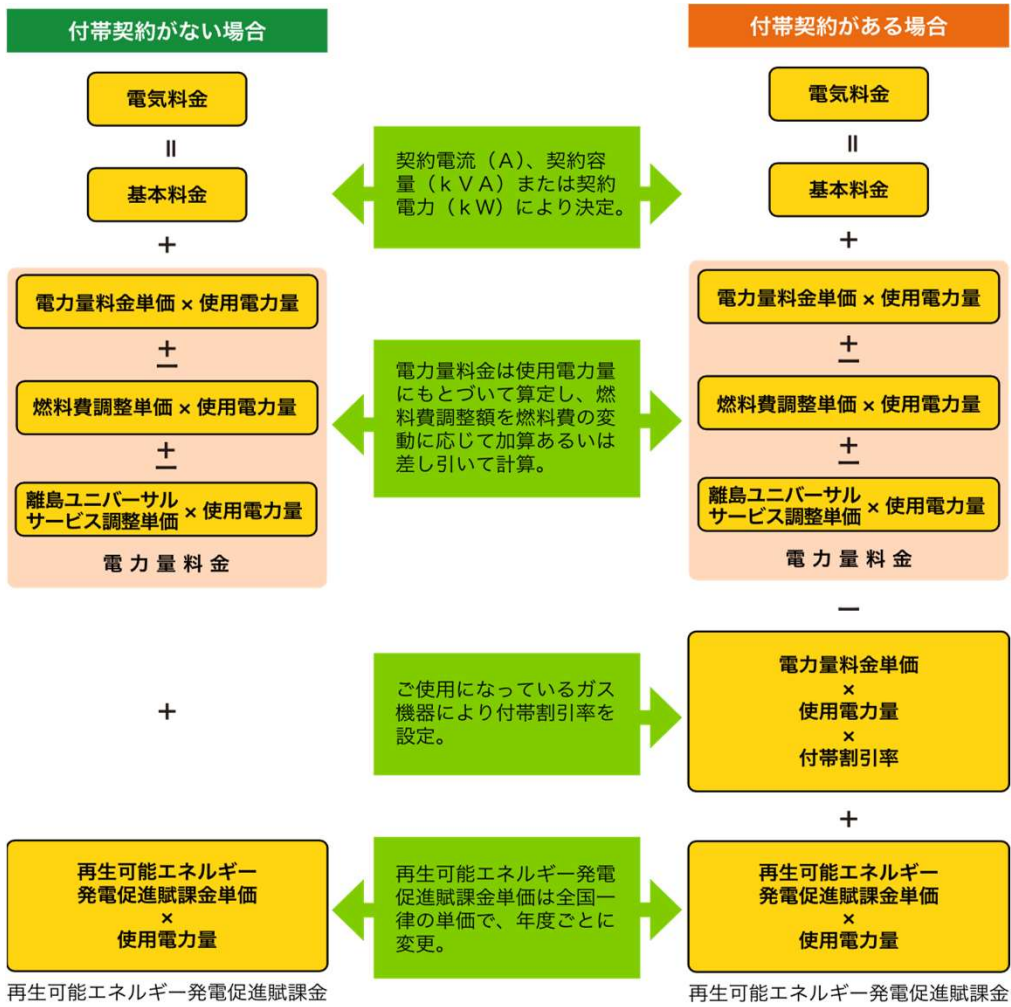 付帯契約がない場合
電気料金
=
基本料金
+
電力量料金単価 × 使用電力量
±
燃料費調整単価 × 使用電力量
±
離島ユニバーサル
サービス調整単価 × 使用電力量
電力量料金
+
再生可能エネルギー
発電促進賦課金単価
×
使用電力量
再生可能エネルギー発電促進賦課金
契約電流（A）、契約容
量（kVA）または契約
電力（kW）により決定。
電力量料金は使用電力量
にもとづいて算定し、燃
料費調整額を燃料費の変
動に応じて加算あるいは
差し引いて計算。
ご使用になっているガス
機器により付帯割引率を
設定。
再生可能エネルギー発電
促進賦課金単価は全国一
律の単価で、年度ごとに
変更。
付帯契約がある場合
電気料金
=
基本料金
+
電力量料金単価 × 使用電力量
±
燃料費調整単価 × 使用電力量
±
離島ユニバーサル
サービス調整単価 × 使用電力量
電力量料金
−
電力量料金単価
×
使用電力量
×
付帯割引率
+
再生可能エネルギー
発電促進賦課金単価
×
使用電力量
再生可能エネルギー発電促進賦課金